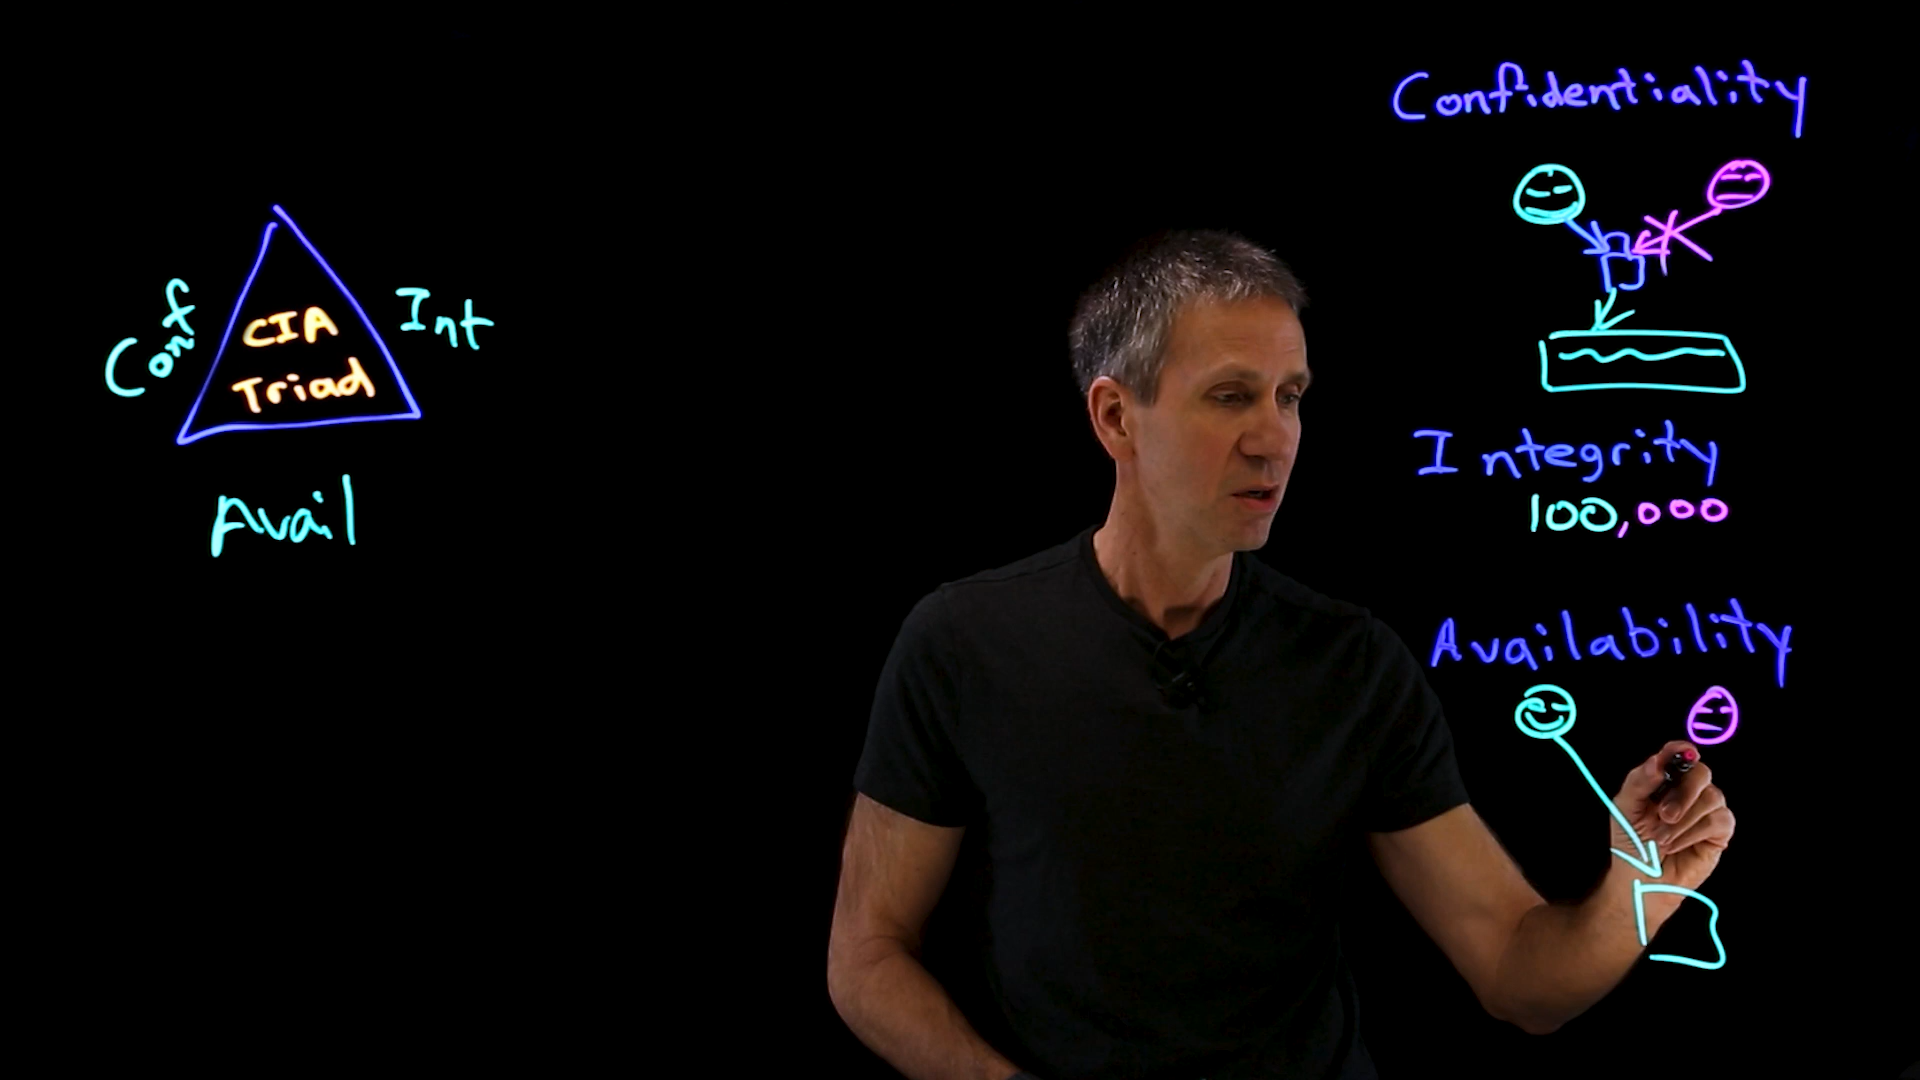 Conf
CIA
Triad
Int
Avail
Confidentiality
Integrity
100,000
Availability